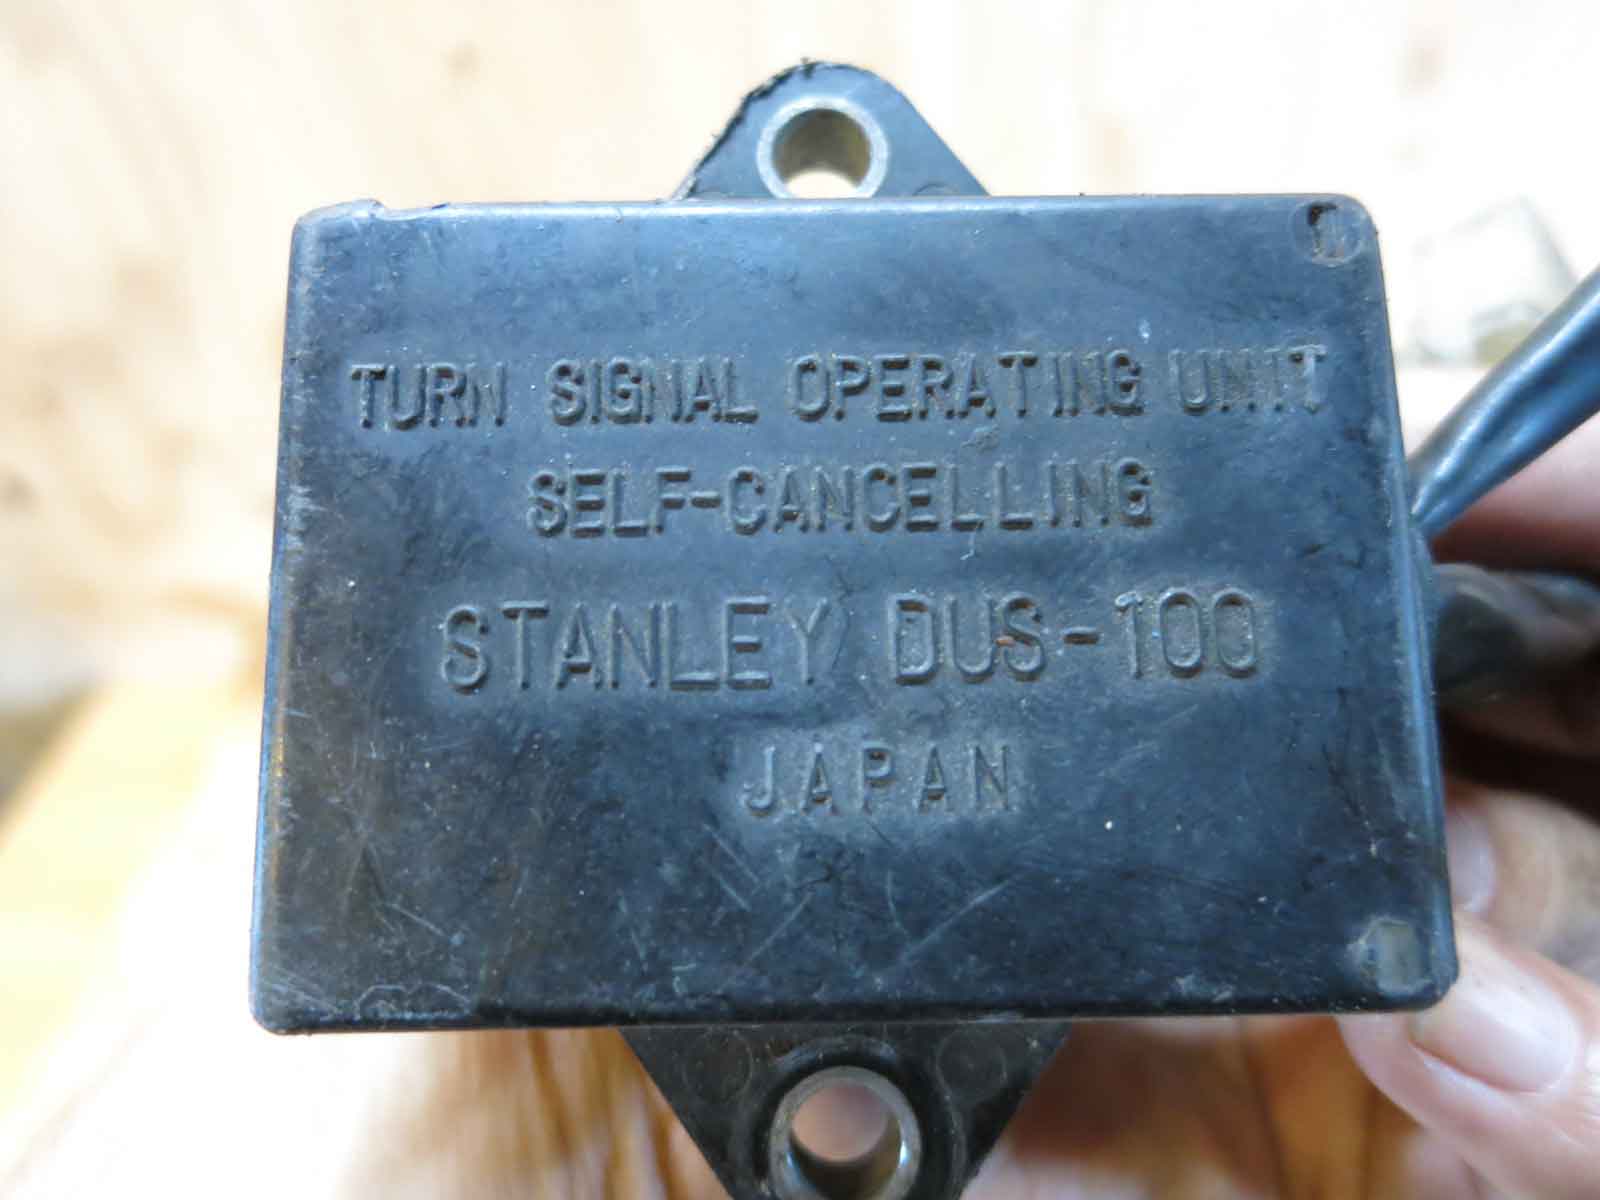 TURN SIGNAL OPERATING UNIT
SELF-CANCELLING
STANLEY DUS-100
JAPAN